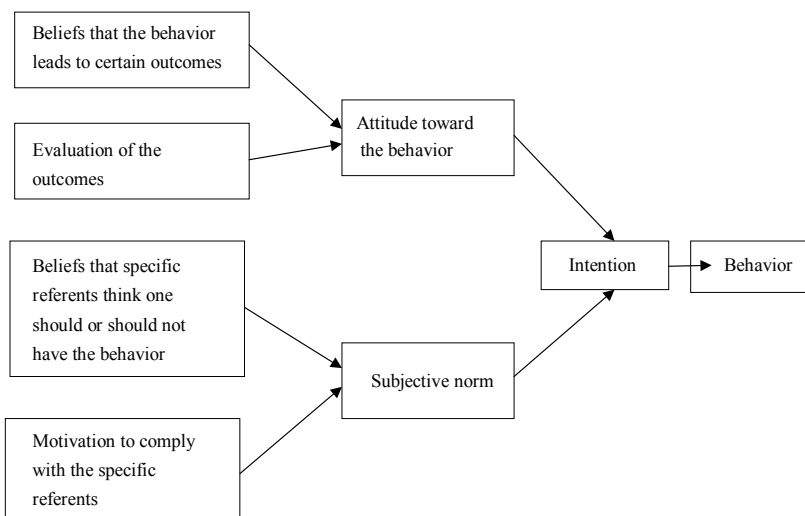 Beliefs that the behavior
leads to certain outcomes
Evaluation of the
outcomes
Attitude toward
the behavior
Beliefs that specific
referents think one
should or should not
have the behavior
Motivation to comply
with the specific
referents
Subjective norm
Intention
Behavior